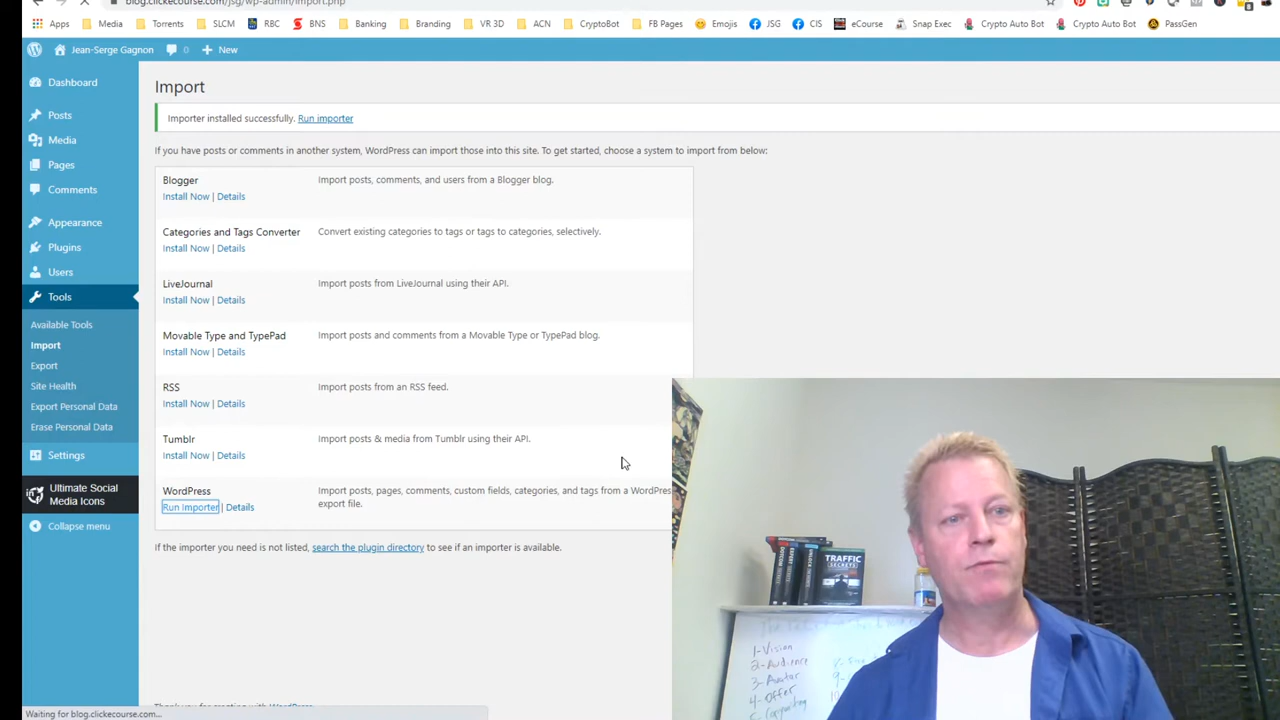 blog.clickecourse.com/jsg/wp-admin/import.php
Apps Media Torrents SLCM RBC BNS Banking Branding VR 3D ACN CryptoBot FB Pages Emojis JSG CIS eCourse Snap Exec Crypto Auto Bot Crypto Auto Bot PassGen
Jean-Serge Gagnon 0 New
Dashboard
Posts
Media
Pages
Comments
Appearance
Plugins
Users
Tools
Available Tools
Import
Export
Site Health
Export Personal Data
Erase Personal Data
Settings
Ultimate Social
Media Icons
Collapse menu
Import
Importer installed successfully. Run importer
If you have posts or comments in another system, WordPress can import those into this site. To get started, choose a system to import from below:
Blogger Import posts, comments, and users from a Blogger blog.
Install Now | Details
Categories and Tags Converter Convert existing categories to tags or tags to categories, selectively.
Install Now | Details
LiveJournal Import posts from LiveJournal using their API.
Install Now | Details
Movable Type and TypePad Import posts and comments from a Movable Type or TypePad blog.
Install Now | Details
RSS Import posts from an RSS feed.
Install Now | Details
Tumblr Import posts & media from Tumblr using their API.
Install Now | Details
WordPress Import posts, pages, comments, custom fields, categories, and tags from a WordPres
export file.
Run Importer | Details
If the importer you need is not listed, search the plugin directory to see if an importer is available.
Thank you for creating with WordPress.
Waiting for blog.clickecourse.com...
DOTCOM SECRETS
EXPERT SECRETS
TRAFFIC
SECRETS
1-Vision
2-Audience
3-Avatar
4-Offer
5-Copywriting